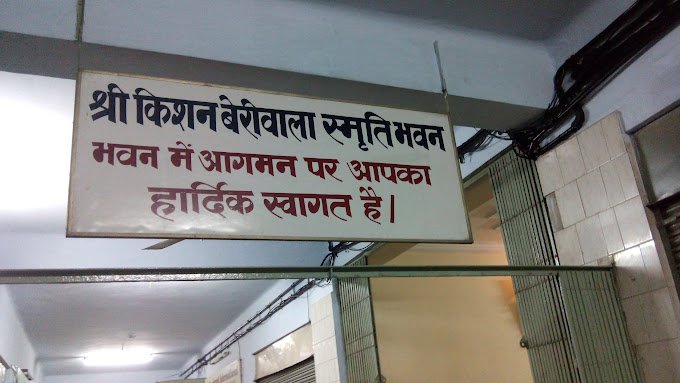 श्री किशन बेरीवाला स्मृति भवन
भवन में आगमन पर आपका
हार्दिक स्वागत है।